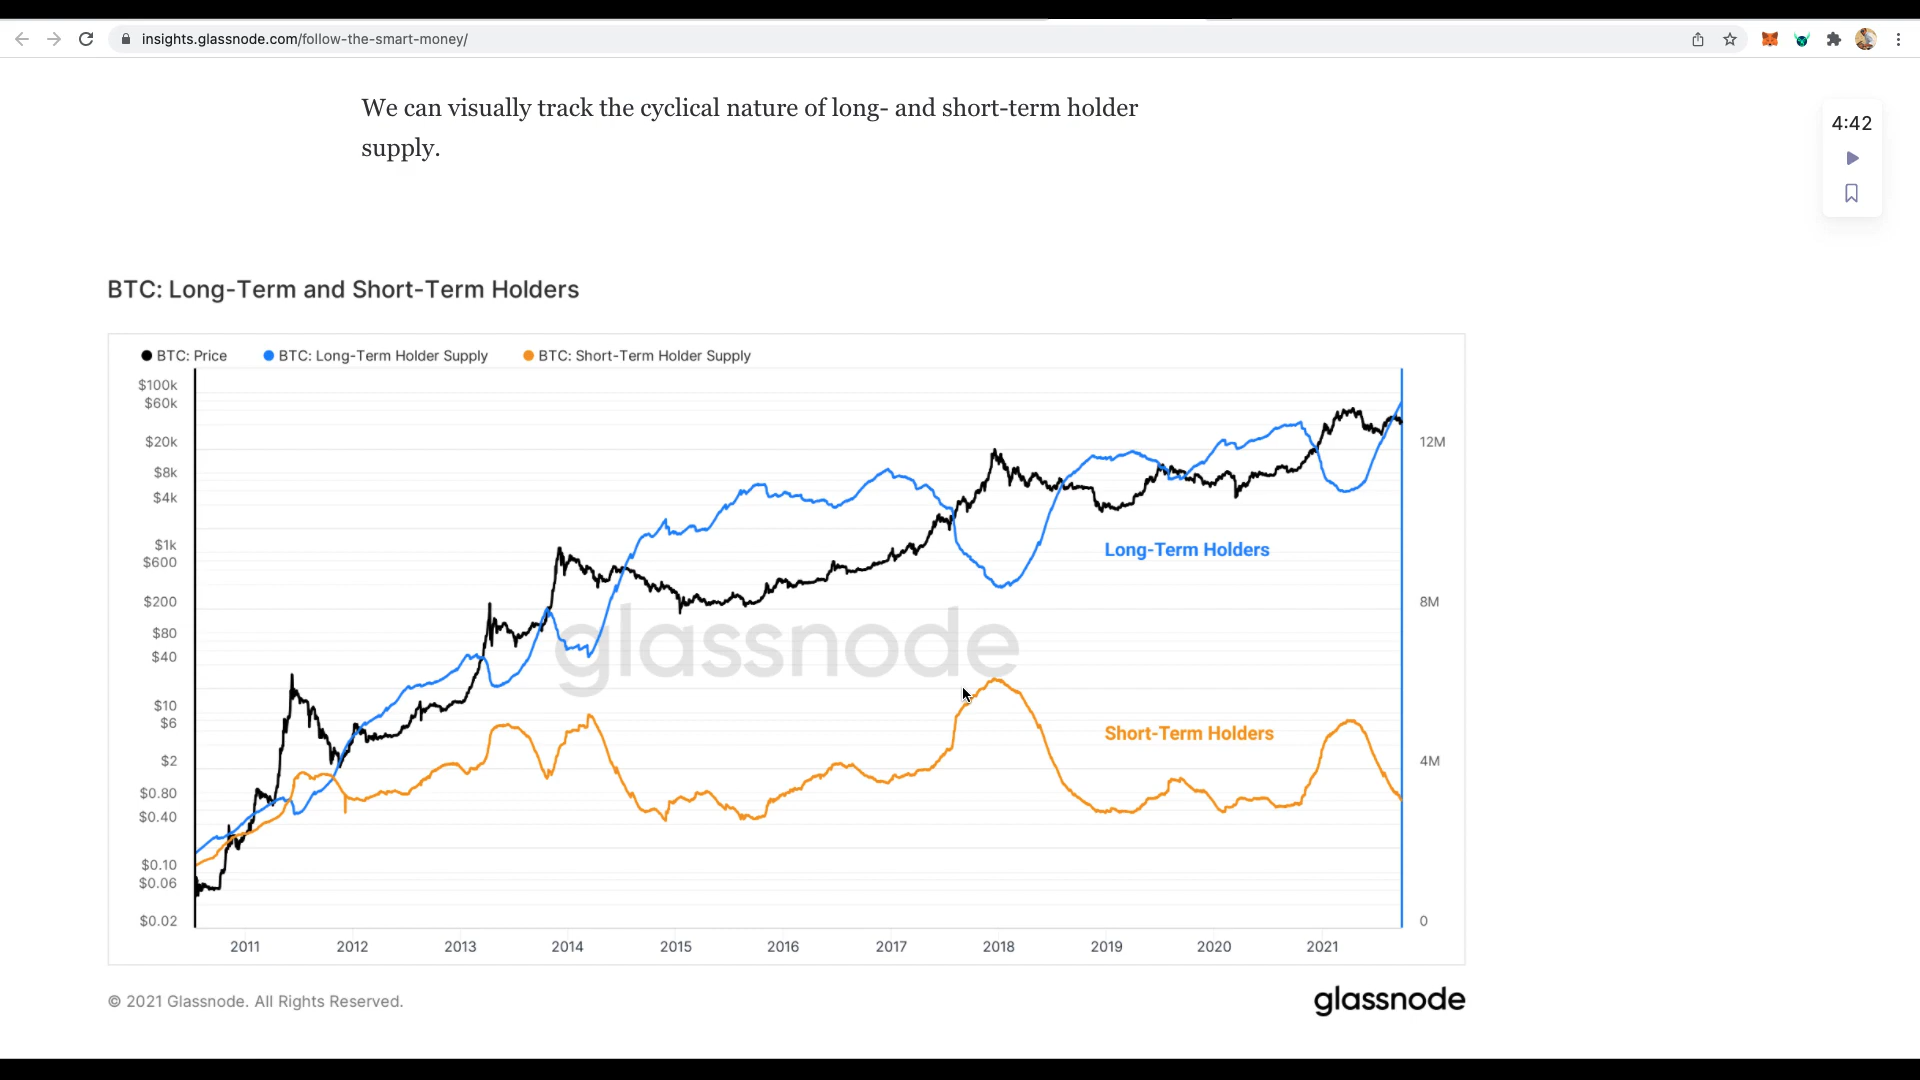 insights.glassnode.com/follow-the-smart-money/
We can visually track the cyclical nature of long- and short-term holder
supply.
4:42
BTC: Long-Term and Short-Term Holders
BTC: Price BTC: Long-Term Holder Supply BTC: Short-Term Holder Supply
$100k
$60k
$20k
12M
$8k
$4k
$1k
Long-Term Holders
$600
$200
8M
$80
glassnode
$40
$10
$6
Short-Term Holders
$2
4M
$0.80
$0.40
$0.10
$0.06
$0.02
0
2011 2012 2013 2014 2015 2016 2017 2018 2019 2020 2021
© 2021 Glassnode. All Rights Reserved.
glassnode